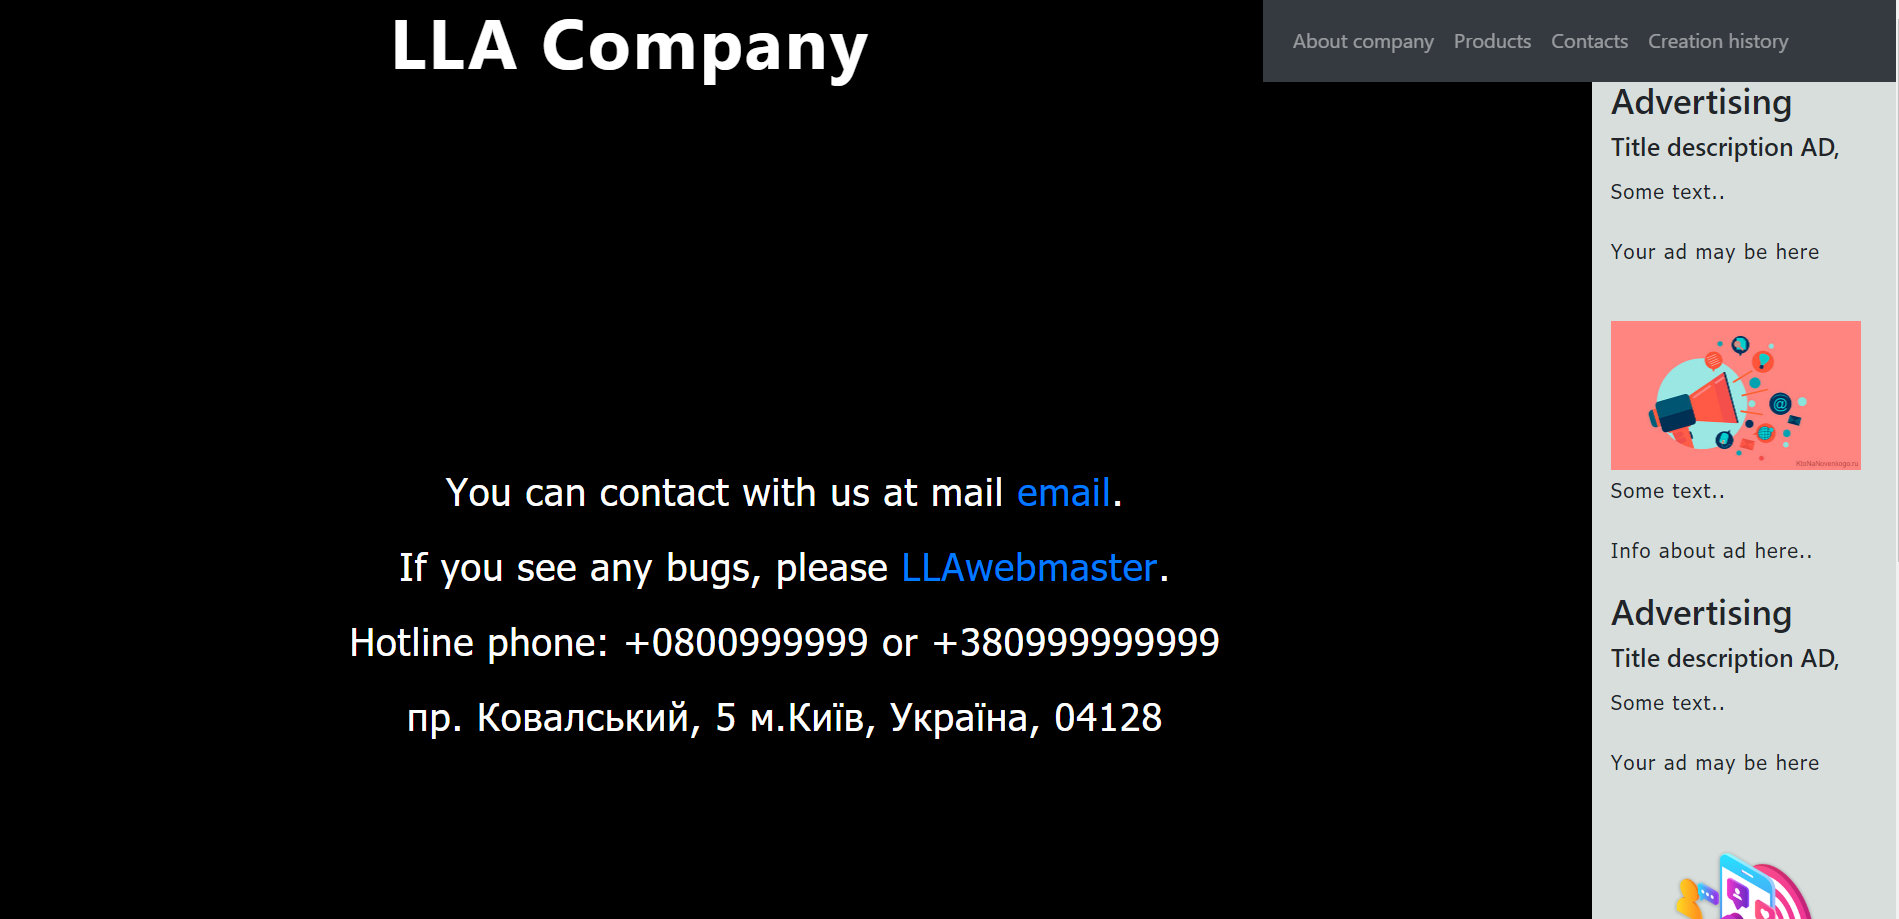 LLA Company
About company Products Contacts Creation history
You can contact with us at mail email.
If you see any bugs, please LLAwebmaster.
Hotline phone: +0800999999 or +380999999999
пр. Ковалський, 5 м.Київ, Україна, 04128
Advertising
Title description AD,
Some text..
Your ad may be here
KtoNaNovenkogo.ru
Some text..
Info about ad here..
Advertising
Title description AD,
Some text..
Your ad may be here